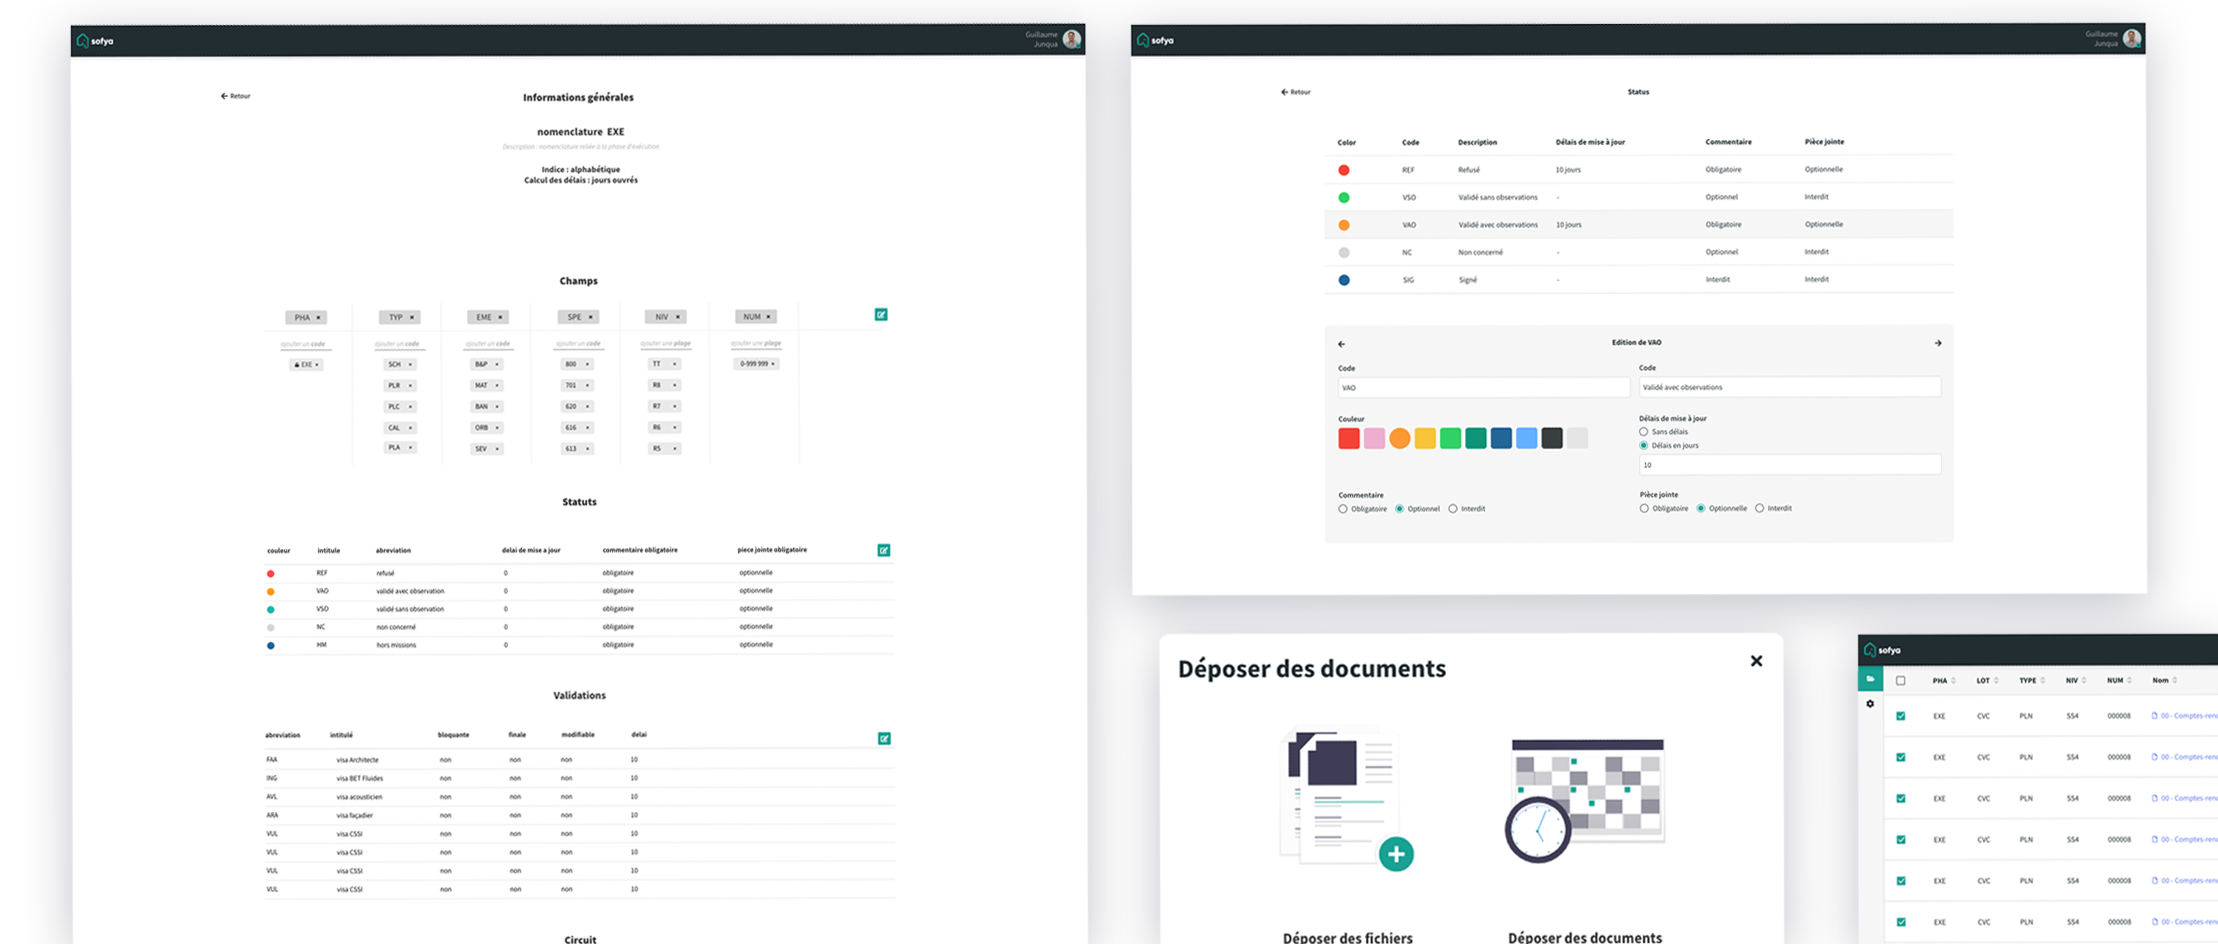 sofya
Guillaume
Junqua
← Retour
Informations générales
nomenclature EXE
Description : nomenclature reliée à la phase d'exécution
Indice : alphabétique
Calcul des délais : jours ouvrés
Champs
PHA × TYP × EME × SPE × NIV × NUM ×
ajouter un code ajouter un code ajouter un code ajouter un code ajouter une plage ajouter une plage
EXE SCH B&P 800 TT 0-999 999
PLR MAT 701 R8
PLC BAN 620 R7
CAL ORB 616 R6
PLA SEV 613 R5
Statuts
couleur intitule abreviation delai de mise a jour commentaire obligatoire piece jointe obligatoire
REF refusé 0 obligatoire optionnelle
VAO validé avec observation 0 obligatoire optionnelle
VSO validé sans observation 0 obligatoire optionnelle
NC non concerné 0 obligatoire optionnelle
HM hors missions 0 obligatoire optionnelle
Validations
abreviation intitulé bloquante finale modifiable delai
FAA visa Architecte non non non 10
ING visa BET Fluides non non non 10
AVL visa acousticien non non non 10
ARA visa façadier non non non 10
VUL visa CSSI non non non 10
VUL visa CSSI non non non 10
VUL visa CSSI non non non 10
VUL visa CSSI non non non 10
Circuit
sofya
Guillaume
Junqua
← Retour
Status
Color Code Description Délais de mise à jour Commentaire Pièce jointe
REF Refusé 10 jours Obligatoire Optionnelle
VSO Validé sans observations - Optionnel Interdit
VAO Validé avec observations 10 jours Obligatoire Optionnelle
NC Non concerné - Optionnel Interdit
SIG Signé - Interdit Interdit
← Edition de VAO →
Code Code
VAO Validé avec observations
Couleur Délais de mise à jour
Sans délais
Délais en jours
10
Commentaire Pièce jointe
Obligatoire Optionnel Interdit Obligatoire Optionnelle Interdit
Déposer des documents ×
Déposer des fichiers Déposer des documents
sofya
PHA LOT TYPE NIV NUM Nom
EXE CVC PLN SS4 000008 00 - Comptes-ren
EXE CVC PLN SS4 000008 00 - Comptes-ren
EXE CVC PLN SS4 000008 00 - Comptes-ren
EXE CVC PLN SS4 000008 00 - Comptes-ren
EXE CVC PLN SS4 000008 00 - Comptes-ren
EXE CVC PLN SS4 000008 00 - Comptes-ren